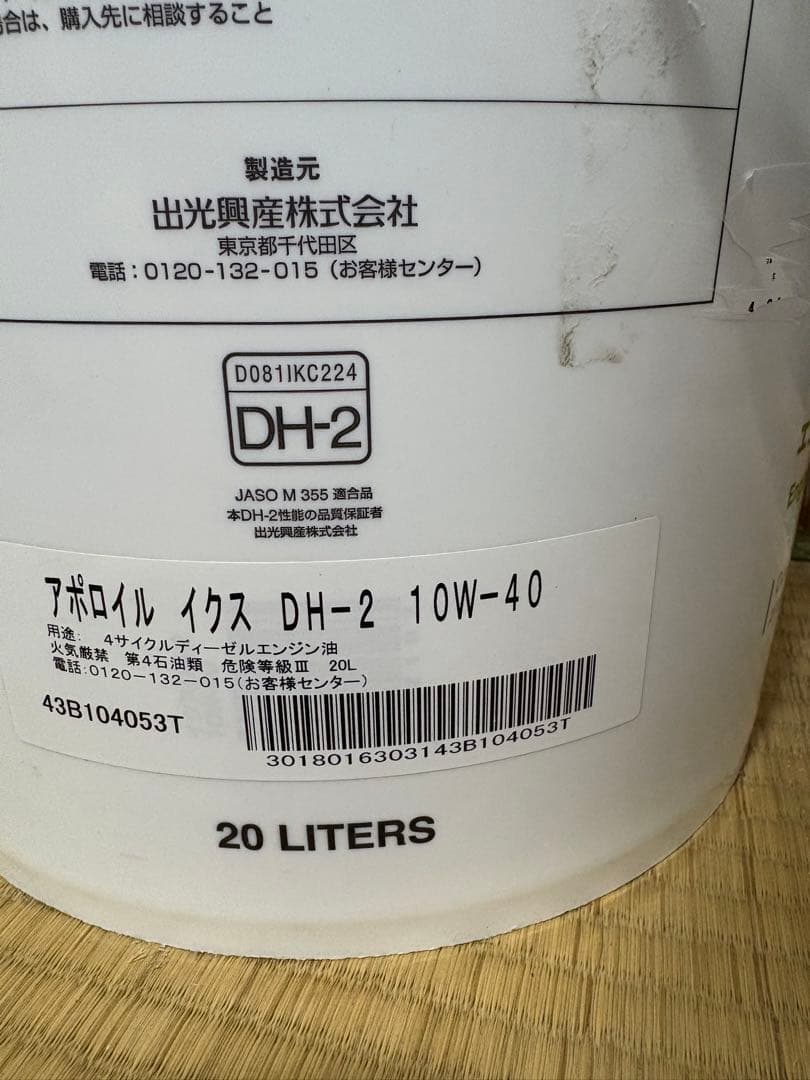 場合は、購入先に相談すること
製造元
出光興産株式会社
東京都千代田区
電話：0120-132-015（お客様センター）
D081IKC224
DH-2
JASO M 355 適合品
本DH-2性能の品質保証者
出光興産株式会社
アポロイル イクス DH-2 10W-40
用途: 4サイクルディーゼルエンジン油
火気厳禁 第4石油類 危険等級Ⅲ 20L
電話:0120-132-015(お客様センター)
43B104053T
3018016303143B104053T
20 LITERS